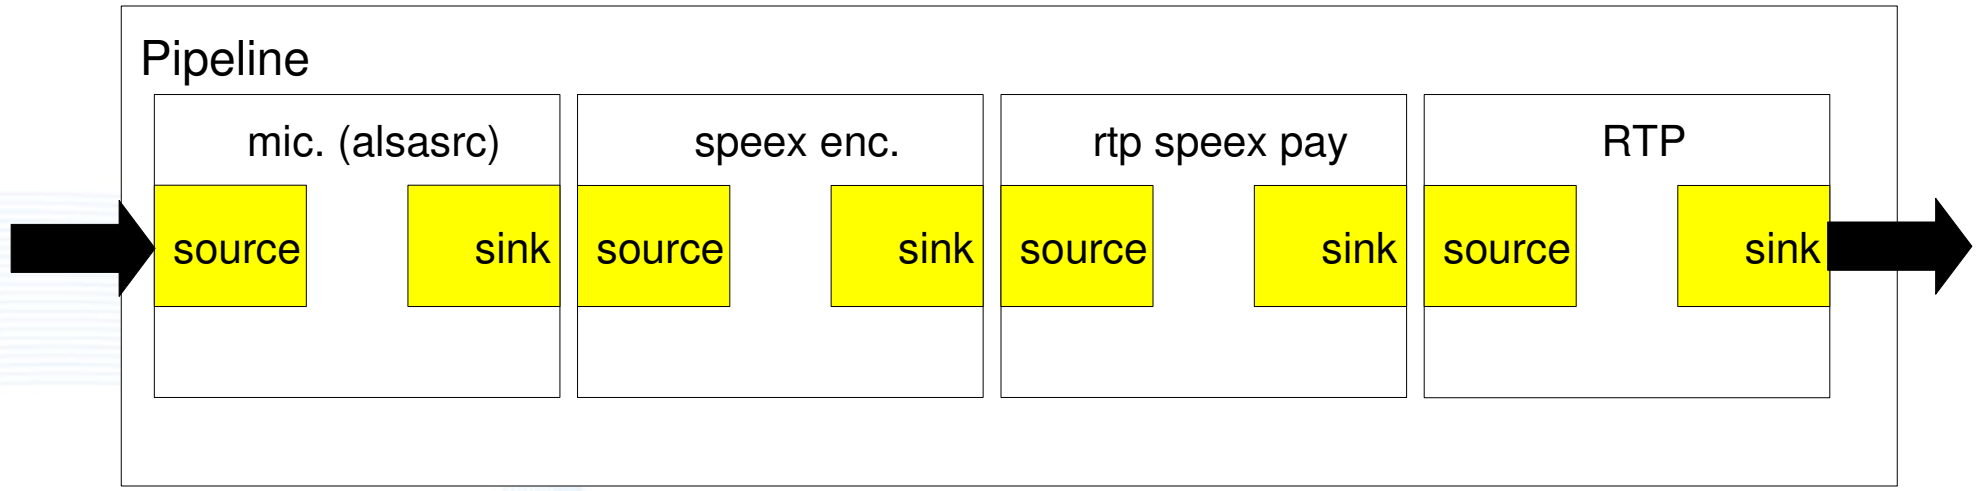 Pipeline
mic. (alsasrc)
speex enc.
rtp speex pay
RTP
source
sink
source
sink
source
sink
source
sink